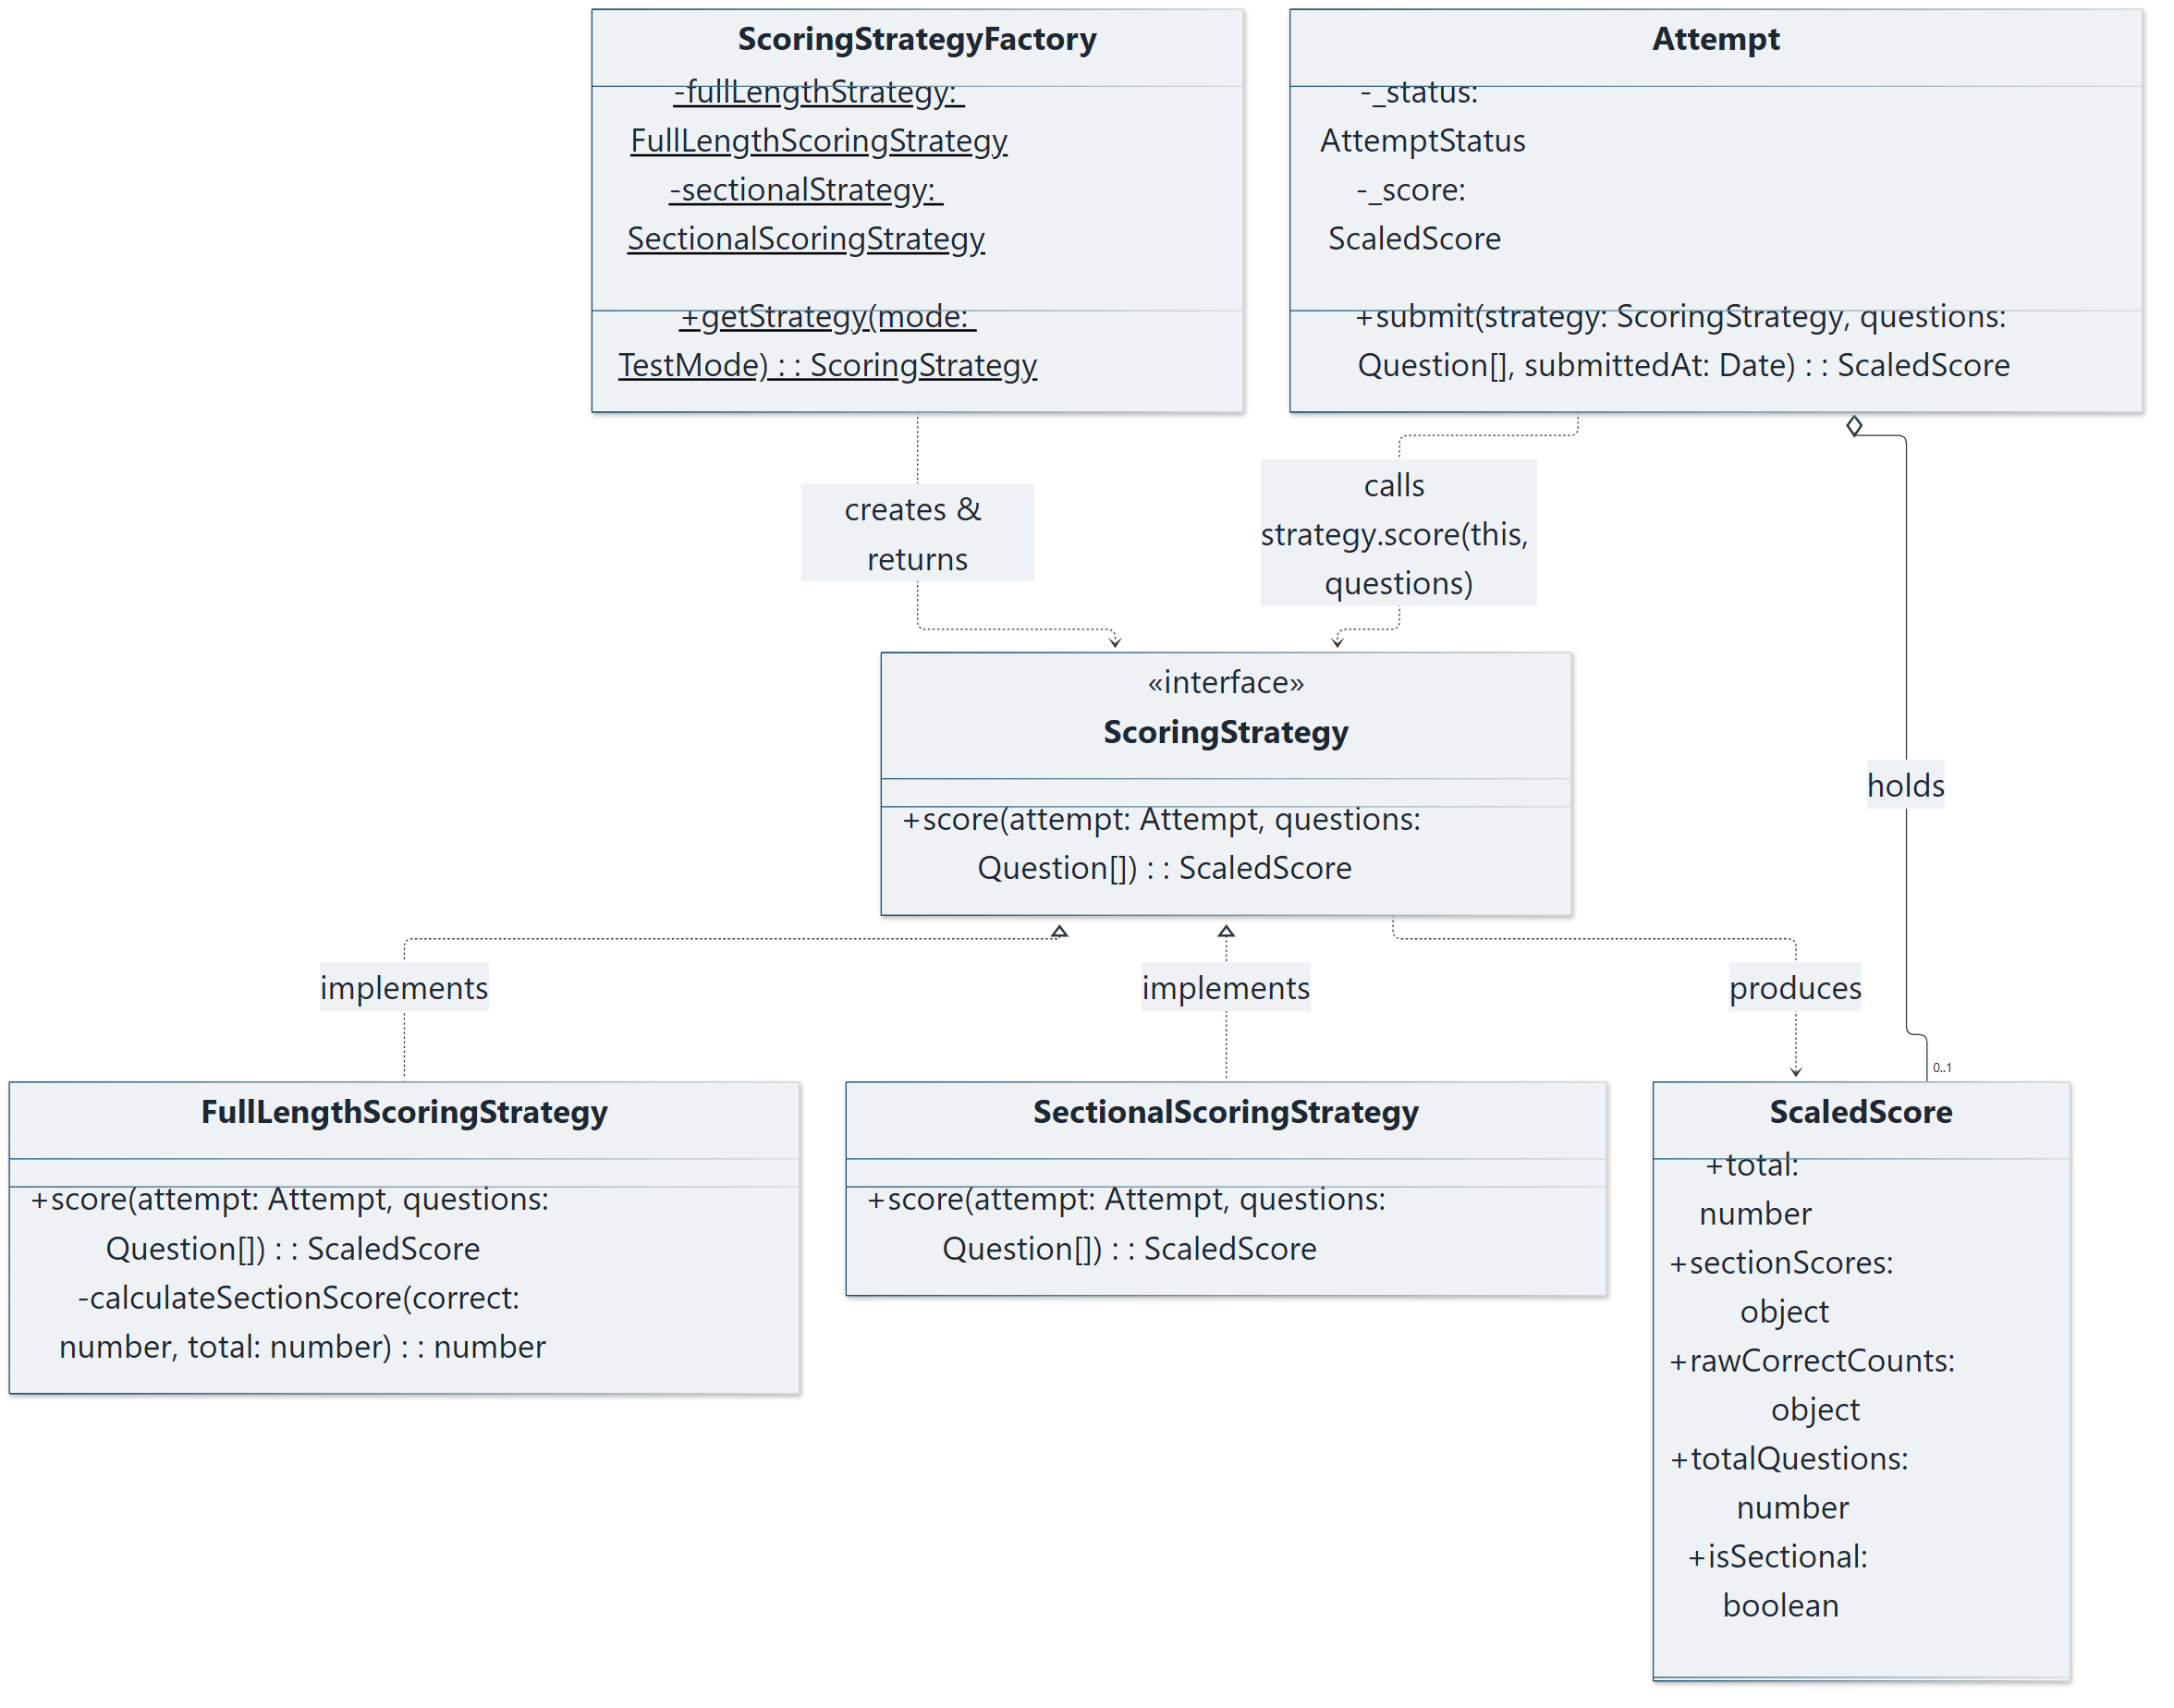 ScoringStrategyFactory
-fullLengthStrategy:
FullLengthScoringStrategy
-sectionalStrategy:
SectionalScoringStrategy
+getStrategy(mode:
TestMode) : : ScoringStrategy
Attempt
-_status:
AttemptStatus
-_score:
ScaledScore
+submit(strategy: ScoringStrategy, questions:
Question[], submittedAt: Date) : : ScaledScore
creates &
returns
calls
strategy.score(this,
questions)
holds
«interface»
ScoringStrategy
+score(attempt: Attempt, questions:
Question[]) : : ScaledScore
implements
implements
produces
0..1
FullLengthScoringStrategy
+score(attempt: Attempt, questions:
Question[]) : : ScaledScore
-calculateSectionScore(correct:
number, total: number) : : number
SectionalScoringStrategy
+score(attempt: Attempt, questions:
Question[]) : : ScaledScore
ScaledScore
+total:
number
+sectionScores:
object
+rawCorrectCounts:
object
+totalQuestions:
number
+isSectional:
boolean